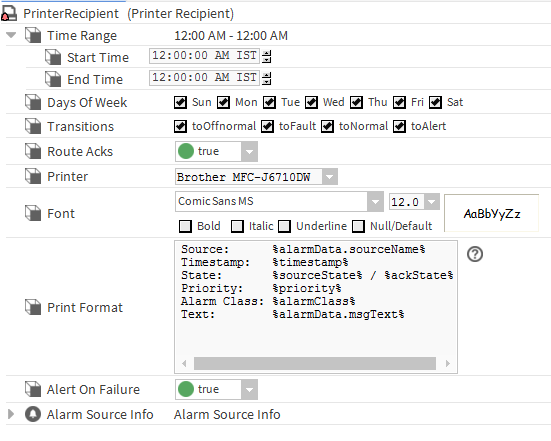 PrinterRecipient (Printer Recipient)
Time Range 12:00 AM - 12:00 AM
Start Time 12:00:00 AM IST
End Time 12:00:00 AM IST
Days Of Week Sun Mon Tue Wed Thu Fri Sat
Transitions toOffnormal toFault toNormal toAlert
Route Acks true
Printer Brother MFC-J6710DW
Font Comic Sans MS 12.0 AaBbYyZz
Bold Italic Underline Null/Default
Print Format
Source: %alarmData.sourceName%
Timestamp: %timestamp%
State: %sourceState% / %ackState%
Priority: %priority%
Alarm Class: %alarmClass%
Text: %alarmData.msgText%
Alert On Failure true
Alarm Source Info Alarm Source Info